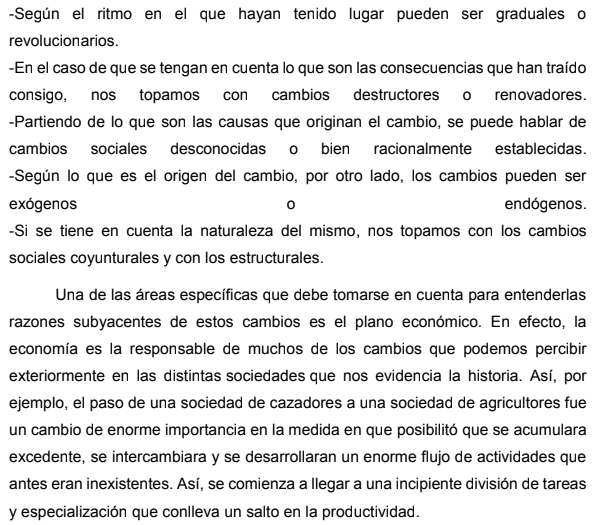 -Según el ritmo en el que hayan tenido lugar pueden ser graduales o
revolucionarios.
-En el caso de que se tengan en cuenta lo que son las consecuencias que han traído
consigo, nos topamos con cambios destructores o renovadores.
-Partiendo de lo que son las causas que originan el cambio, se puede hablar de
cambios sociales desconocidas o bien racionalmente establecidas.
-Según lo que es el origen del cambio, por otro lado, los cambios pueden ser
exógenos o endógenos.
-Si se tiene en cuenta la naturaleza del mismo, nos topamos con los cambios
sociales coyunturales y con los estructurales.
Una de las áreas específicas que debe tomarse en cuenta para entenderlas
razones subyacentes de estos cambios es el plano económico. En efecto, la
economía es la responsable de muchos de los cambios que podemos percibir
exteriormente en las distintas sociedades que nos evidencia la historia. Así, por
ejemplo, el paso de una sociedad de cazadores a una sociedad de agricultores fue
un cambio de enorme importancia en la medida en que posibilitó que se acumulara
excedente, se intercambiara y se desarrollaran un enorme flujo de actividades que
antes eran inexistentes. Así, se comienza a llegar a una incipiente división de tareas
y especialización que conlleva un salto en la productividad.